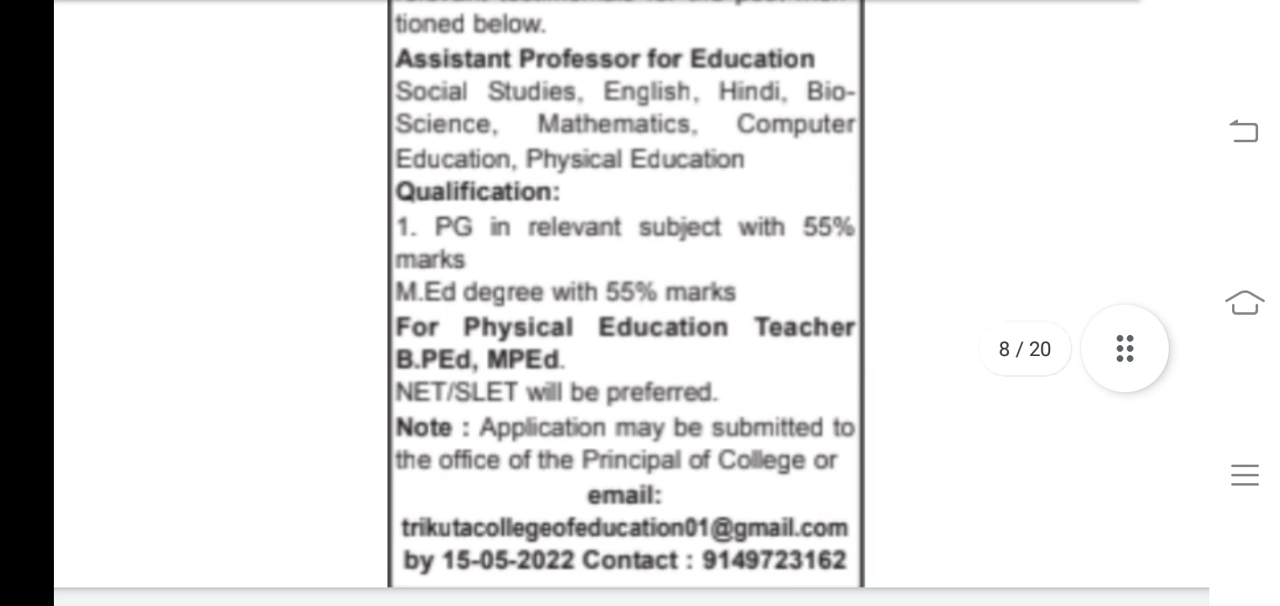 tioned below.
Assistant Professor for Education
Social Studies, English, Hindi, Bio-
Science, Mathematics, Computer
Education, Physical Education
Qualification:
1. PG in relevant subject with 55%
marks
M.Ed degree with 55% marks
For Physical Education Teacher
B.PEd, MPEd.
NET/SLET will be preferred.
Note : Application may be submitted to
the office of the Principal of College or
email:
trikutacollegeofeducation01@gmail.com
by 15-05-2022 Contact : 9149723162
8 / 20